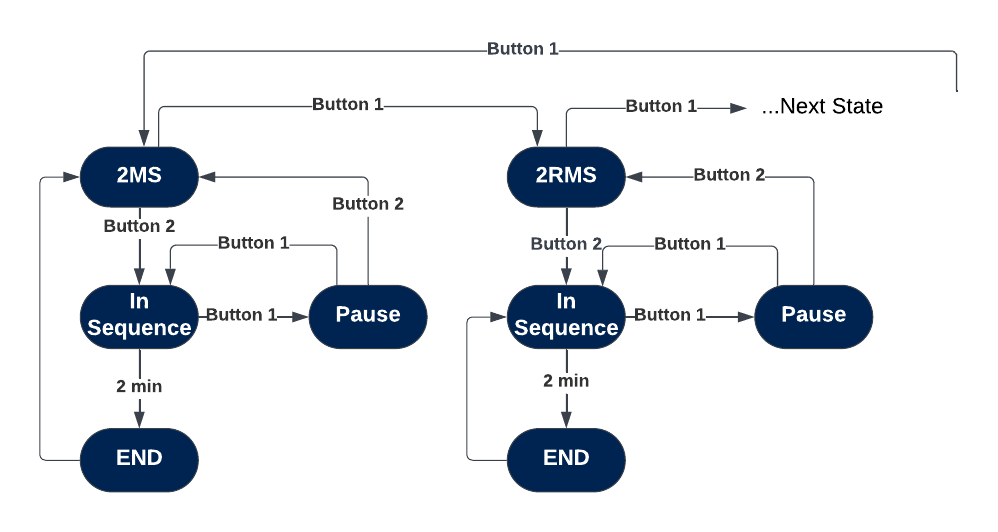 Button 1
Button 1
Button 1
...Next State
2MS
2RMS
Button 2
Button 2
Button 2
Button 1
Button 2
Button 1
In
Sequence
Button 1
Pause
In
Sequence
Button 1
Pause
2 min
2 min
END
END